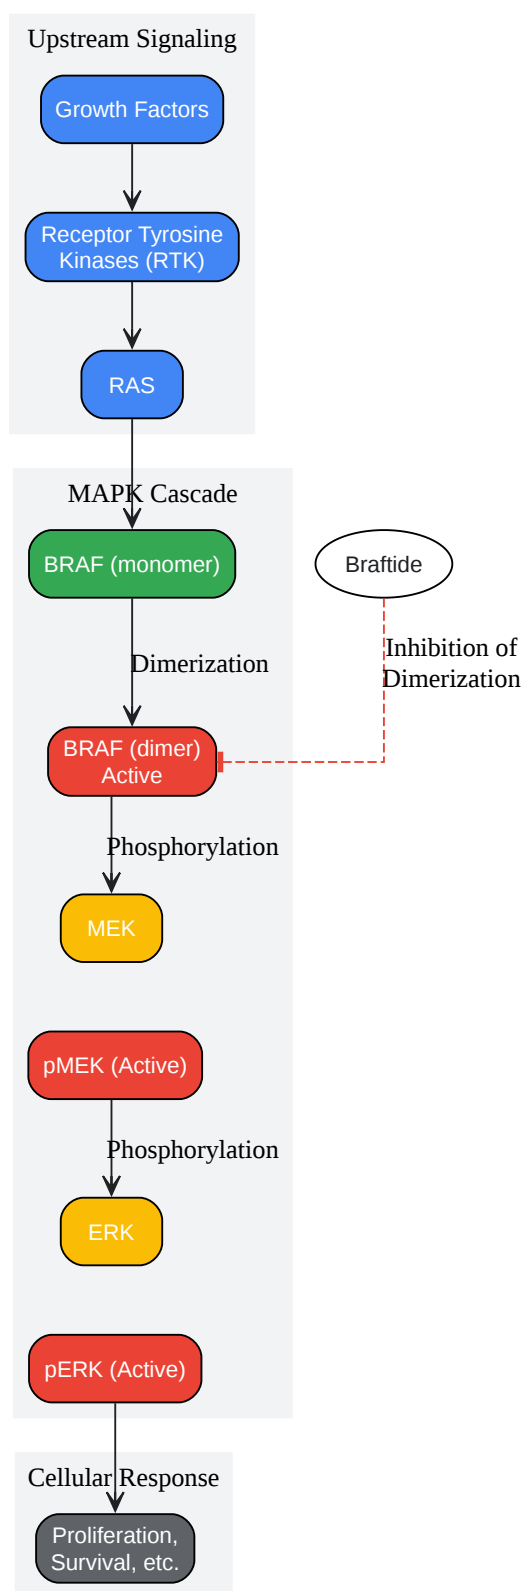 Upstream Signaling
Growth Factors
Receptor Tyrosine
Kinases (RTK)
RAS
MAPK Cascade
BRAF (monomer)
Braftide
Dimerization
Inhibition of
Dimerization
BRAF (dimer)
Active
Phosphorylation
MEK
pMEK (Active)
Phosphorylation
ERK
pERK (Active)
Cellular Response
Proliferation,
Survival, etc.